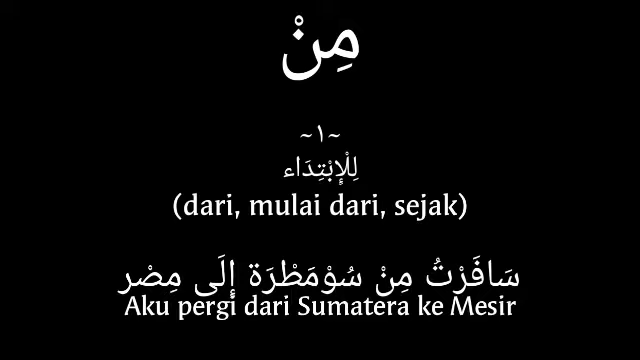 مِنْ
~١~
لِلْإِبْتِدَاء
(dari, mulai dari, sejak)
سَافَرْتُ مِنْ سُوْمَطْرَة إِلَى مِصْر
Aku pergi dari Sumatera ke Mesir